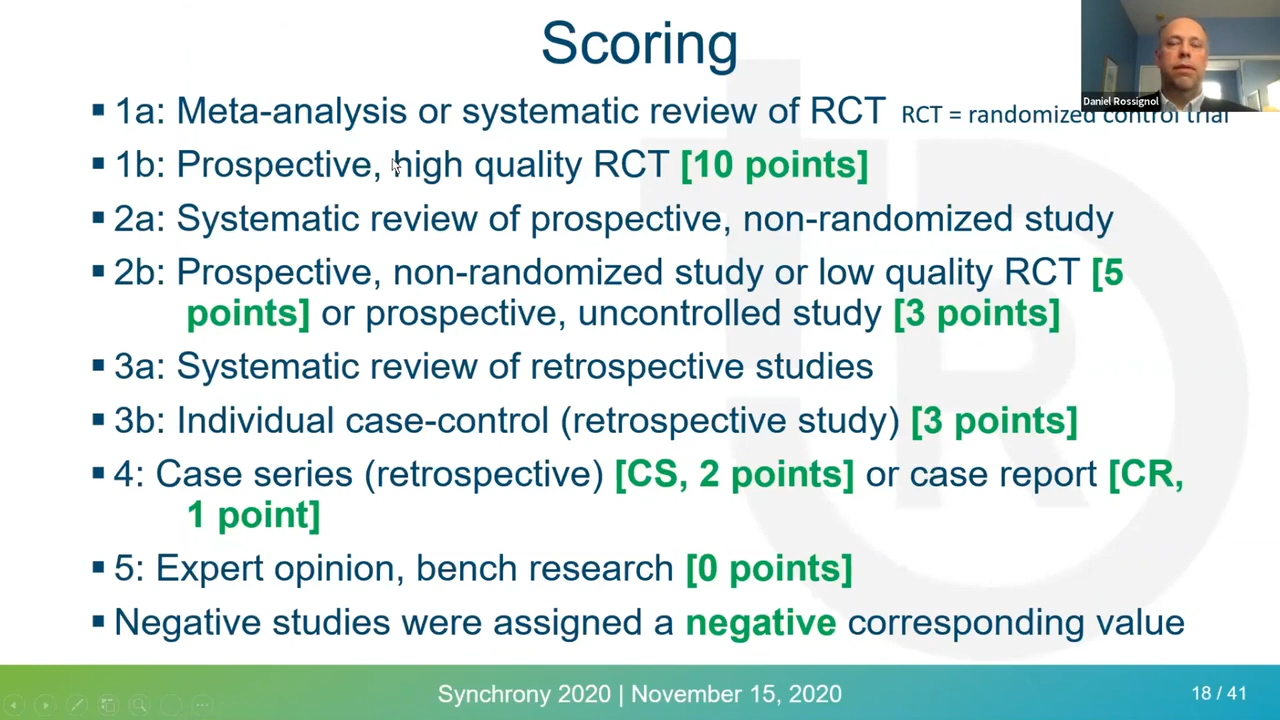 Scoring
Daniel Rossignol
▪ 1a: Meta-analysis or systematic review of RCT RCT = randomized control trial
▪ 1b: Prospective, high quality RCT [10 points]
▪ 2a: Systematic review of prospective, non-randomized study
▪ 2b: Prospective, non-randomized study or low quality RCT [5
points] or prospective, uncontrolled study [3 points]
▪ 3a: Systematic review of retrospective studies
▪ 3b: Individual case-control (retrospective study) [3 points]
▪ 4: Case series (retrospective) [CS, 2 points] or case report [CR,
1 point]
▪ 5: Expert opinion, bench research [0 points]
▪ Negative studies were assigned a negative corresponding value
Synchrony 2020 | November 15, 2020
18 / 41